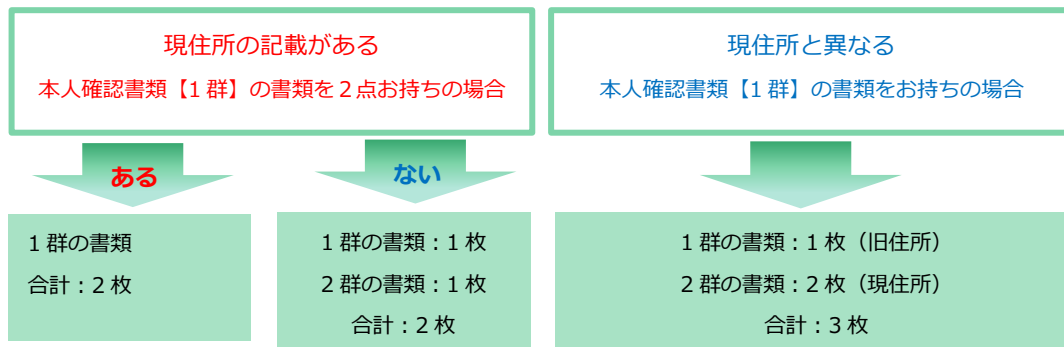 現住所の記載がある
本人確認書類【1群】の書類を2点お持ちの場合
現住所と異なる
本人確認書類【1群】の書類をお持ちの場合
ある
ない
1群の書類
合計:2枚
1群の書類:1枚
2群の書類:1枚
合計:2枚
1群の書類:1枚(旧住所)
2群の書類:2枚(現住所)
合計:3枚